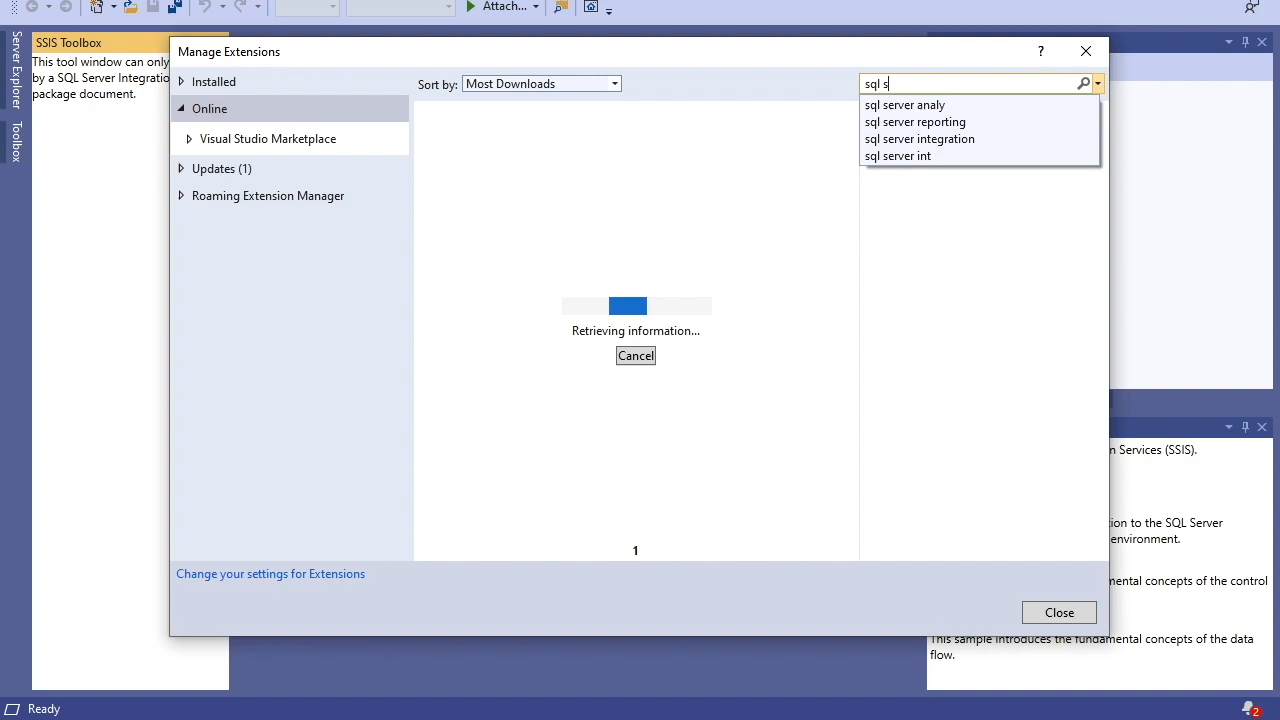 Attach...
Server Explorer
Toolbox
SSIS Toolbox
This tool window can only
by a SQL Server Integratio
package document.
Manage Extensions
?
Installed
Online
Visual Studio Marketplace
Updates (1)
Roaming Extension Manager
Sort by: Most Downloads
sql s
sql server analy
sql server reporting
sql server integration
sql server int
Retrieving information...
Cancel
1
Change your settings for Extensions
Close
n Services (SSIS).
ion to the SQL Server
environment.
mental concepts of the control
This sample introduces the fundamental concepts of the data
flow.
Ready
2